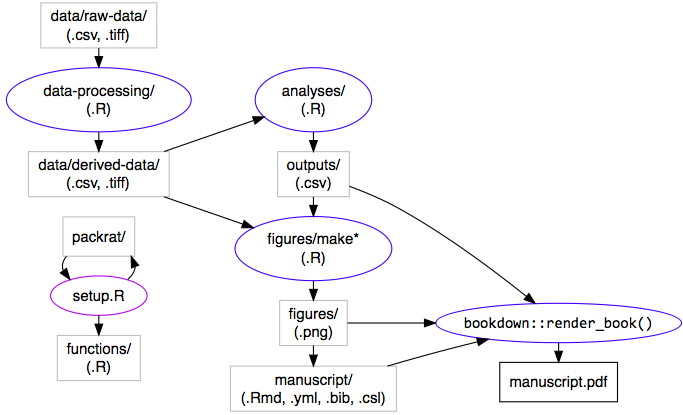 data/raw-data/
(.csv, .tiff)
data-processing/
(.R)
analyses/
(.R)
data/derived-data/
(.csv, .tiff)
outputs/
(.csv)
packrat/
figures/make*
(.R)
setup.R
figures/
(.png)
bookdown::render_book()
functions/
(.R)
manuscript/
(.Rmd, .yml, .bib, .csl)
manuscript.pdf